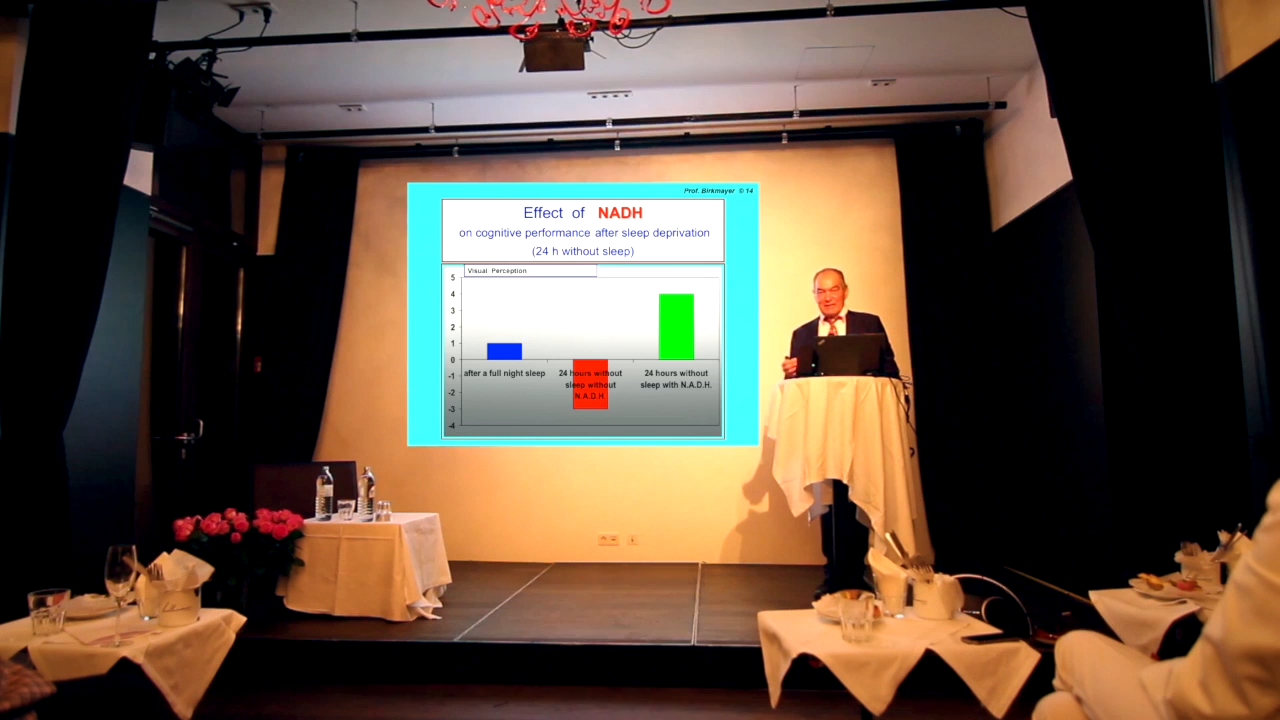 Prof. Birkmayer © 14
Effect of NADH
on cognitive performance after sleep deprivation
(24 h without sleep)
Visual Perception
5
4
3
2
1
0
-1
-2
-3
-4
after a full night sleep
24 hours without
sleep without
N.A.D.H.
24 hours without
sleep with N.A.D.H.